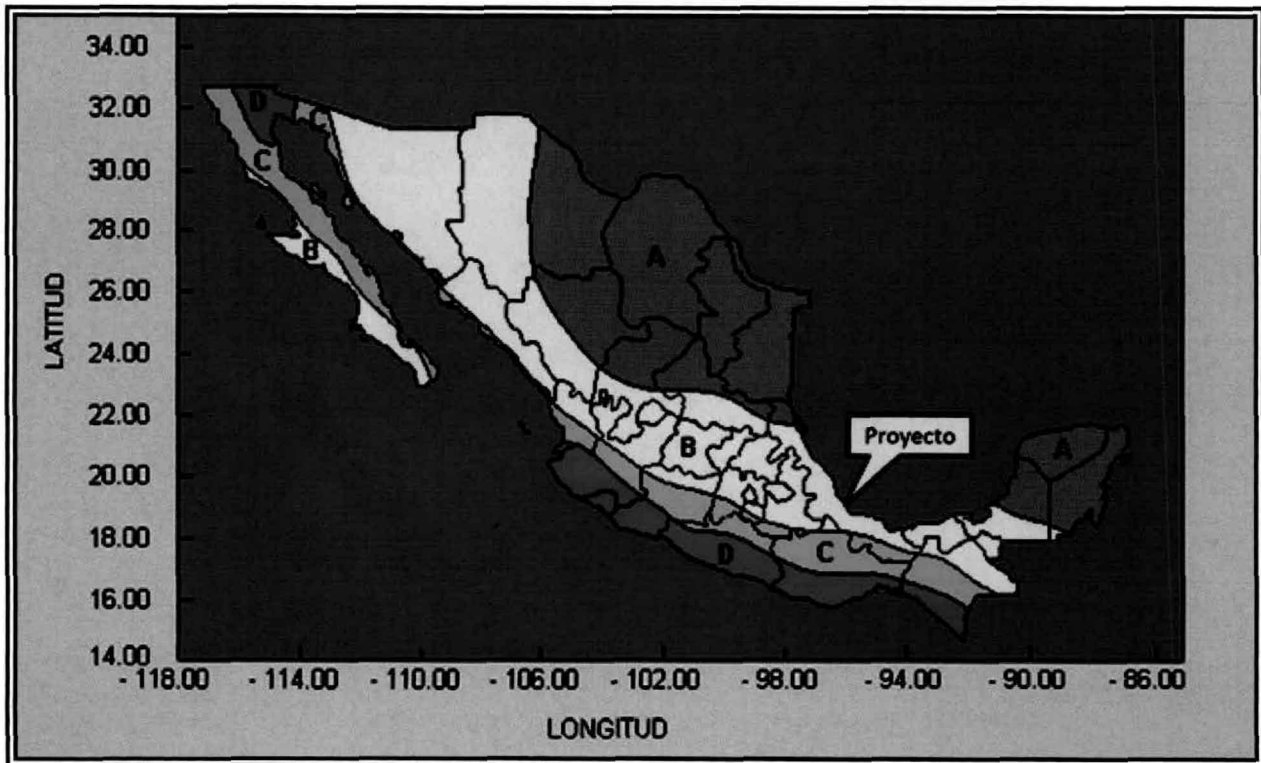 34.00
32.00
30.00
28.00
26.00
24.00
22.00
20.00
18.00
16.00
14.00
LATITUD
D
C
C
B
A
B
Proyecto
A
C
D
- 118.00 - 114.00 - 110.00 - 106.00 - 102.00 - 98.00 - 94.00 - 90.00 - 86.00
LONGITUD